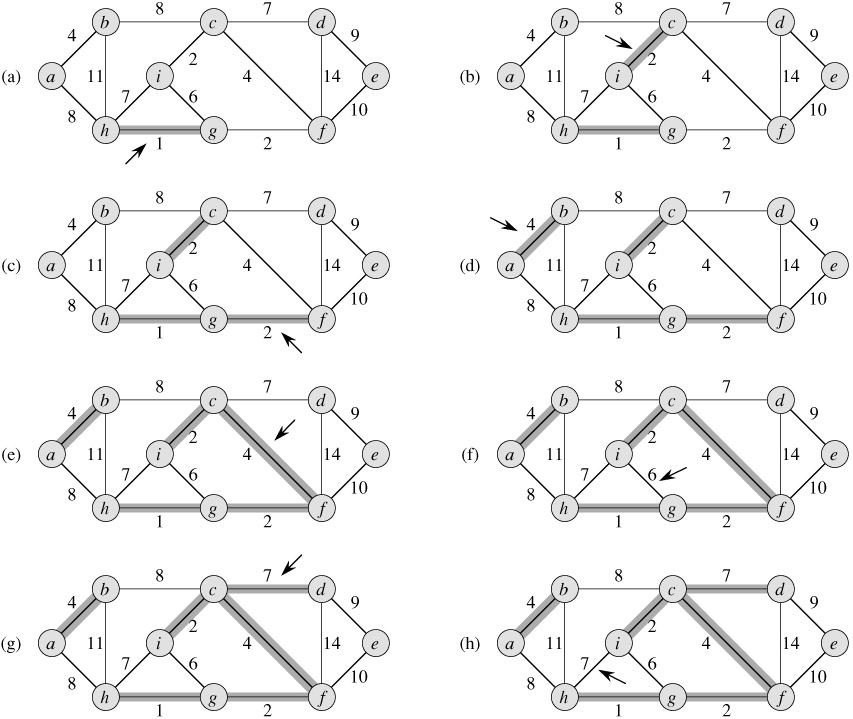 8 7
4 b c d 9
2
(a) a 11 i 4 14 e
8 7 6 10
h g f
1 2
8 7
4 b c d 9
2
(b) a 11 i 4 14 e
8 7 6 10
h g f
1 2
8 7
4 b c d 9
2
(c) a 11 i 4 14 e
8 7 6 10
h g f
1 2
8 7
4 b c d 9
2
(d) a 11 i 4 14 e
8 7 6 10
h g f
1 2
8 7
4 b c d 9
2
(e) a 11 i 4 14 e
8 7 6 10
h g f
1 2
8 7
4 b c d 9
2
(f) a 11 i 4 14 e
8 7 6 10
h g f
1 2
8 7
4 b c d 9
2
(g) a 11 i 4 14 e
8 7 6 10
h g f
1 2
8 7
4 b c d 9
2
(h) a 11 i 4 14 e
8 7 6 10
h g f
1 2